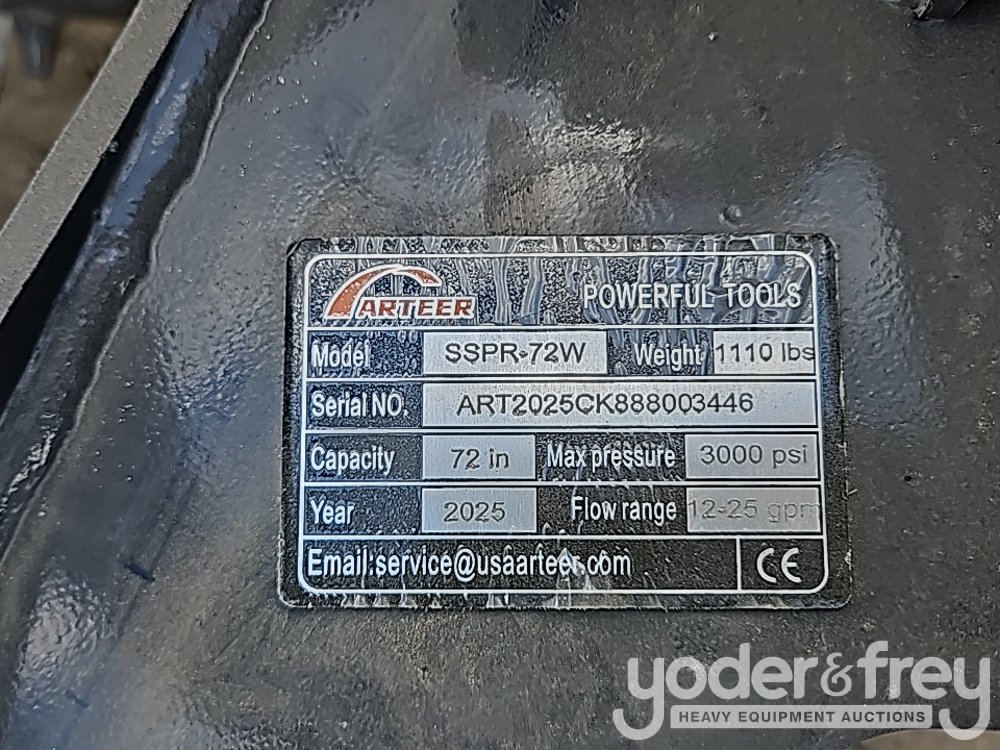 ARTEER POWERFUL TOOLS
Model SSPR-72W Weight 1110 lbs
Serial NO. ART2025CK888003446
Capacity 72 in Max pressure 3000 psi
Year 2025 Flow range 12-25 gpm
Email:service@usaarteer.com CE
yoder&frey
HEAVY EQUIPMENT AUCTIONS